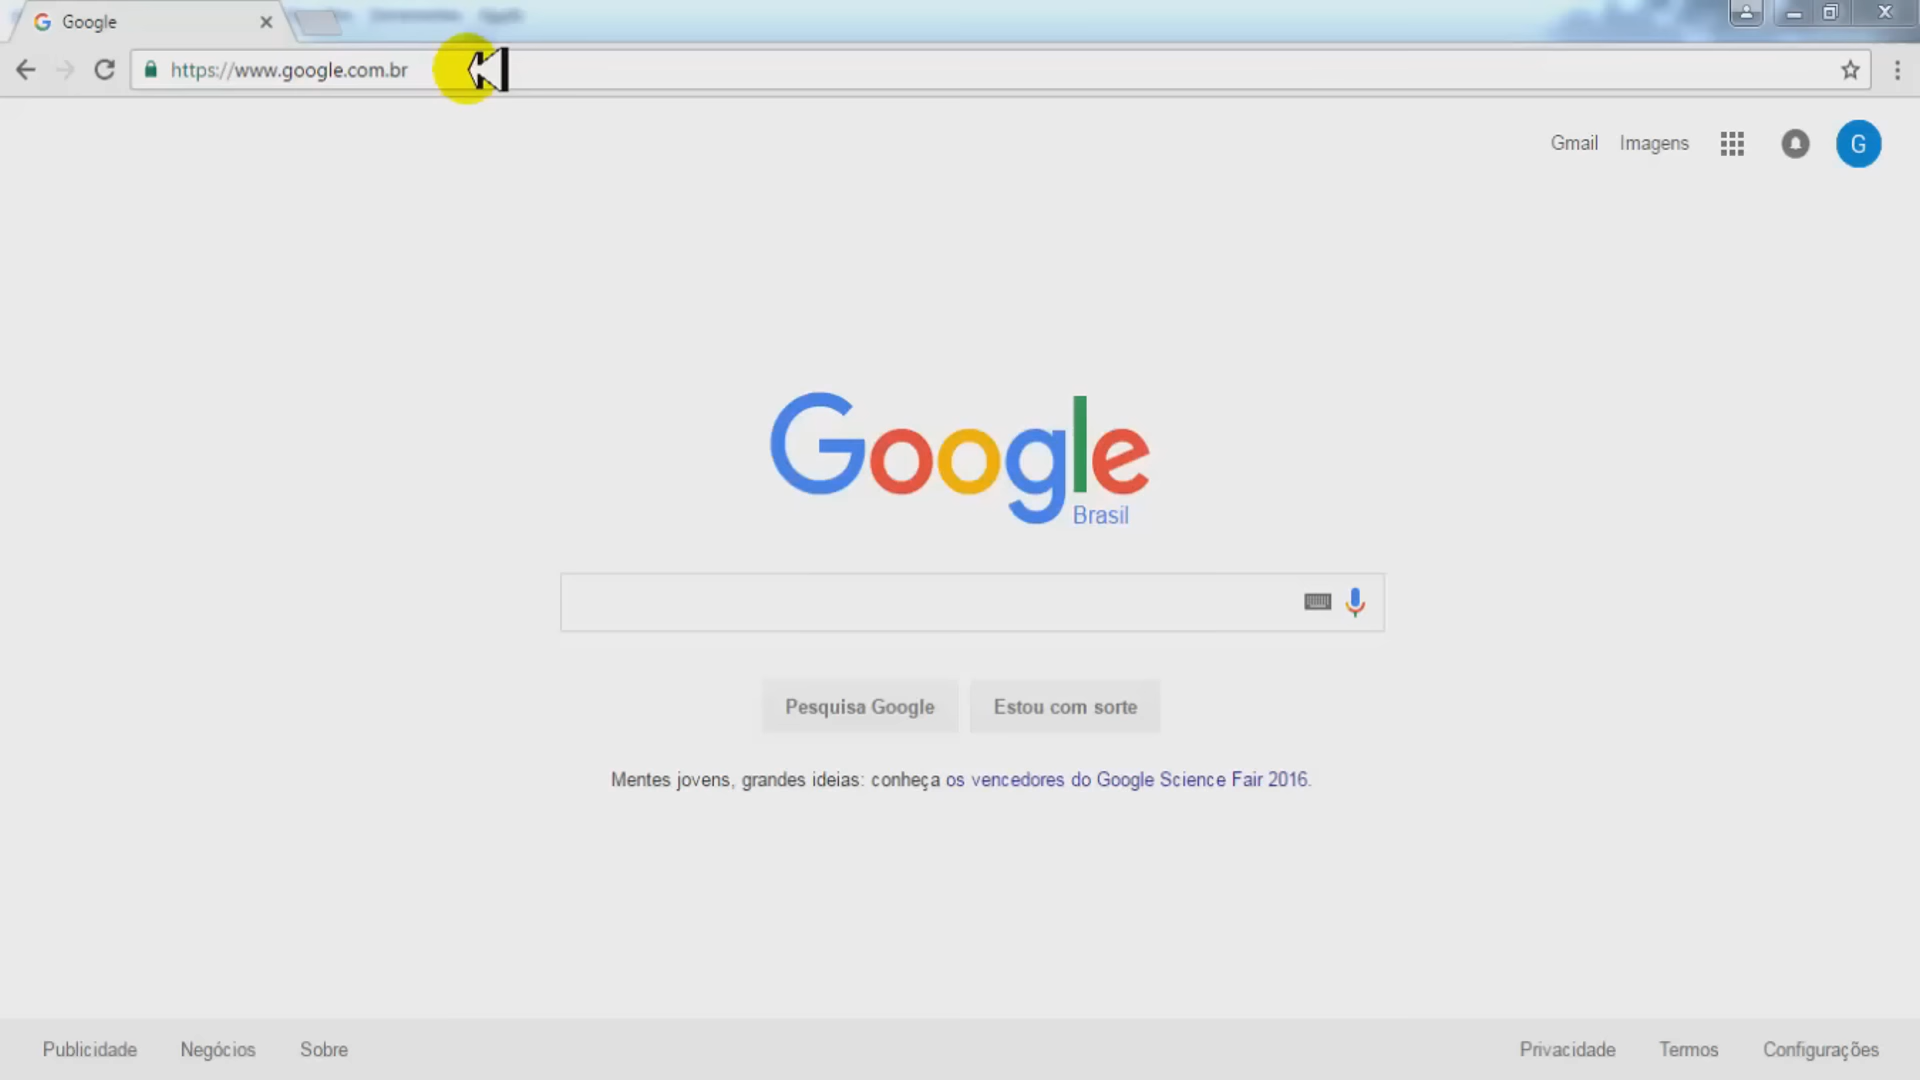 Google
https://www.google.com.br
Gmail Imagens G
Google
Brasil
Pesquisa Google Estou com sorte
Mentes jovens, grandes ideias: conheça os vencedores do Google Science Fair 2016.
Publicidade Negócios Sobre Privacidade Termos Configurações